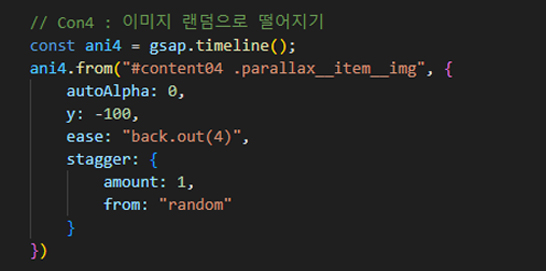 // Con4 : 이미지 랜덤으로 떨어지기
const ani4 = gsap.timeline();
ani4.from("#content04 .parallax__item__img", {
    autoAlpha: 0,
    y: -100,
    ease: "back.out(4)",
    stagger: {
        amount: 1,
        from: "random"
    }
})